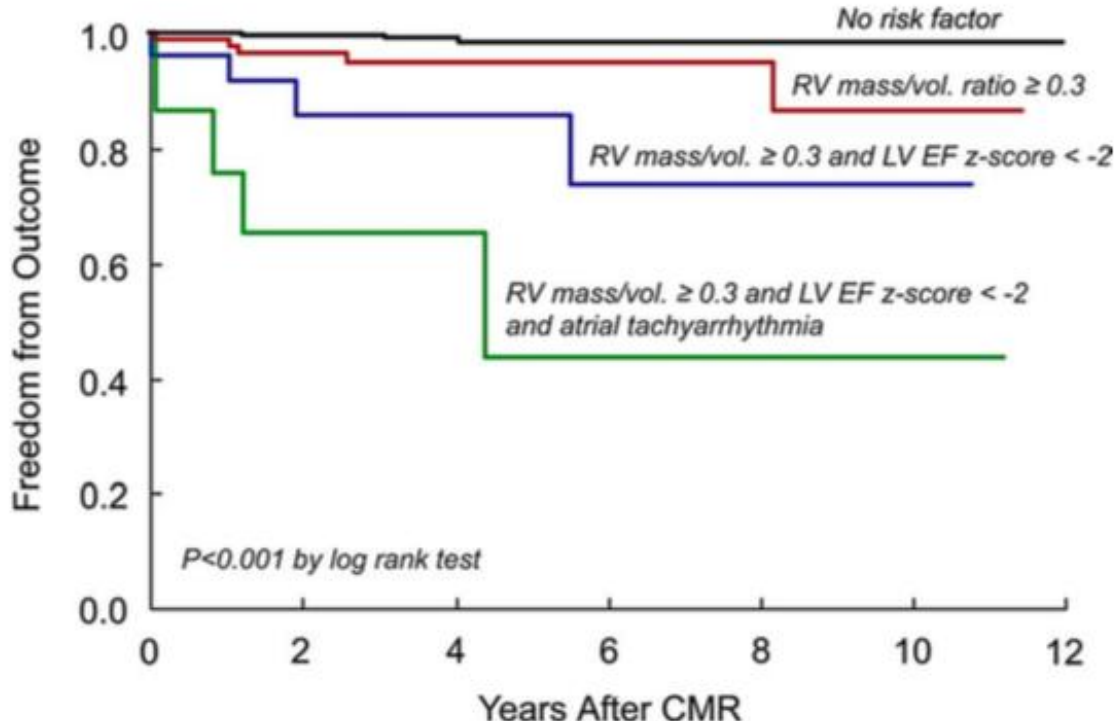 No risk factor
1.0
RV mass/vol. ratio ≥ 0.3
0.8
RV mass/vol. ≥ 0.3 and LV EF z-score < -2
0.6
RV mass/vol. ≥ 0.3 and LV EF z-score < -2
and atrial tachyarrhythmia
0.4
0.2
P<0.001 by log rank test
0.0
Freedom from Outcome
0 2 4 6 8 10 12
Years After CMR